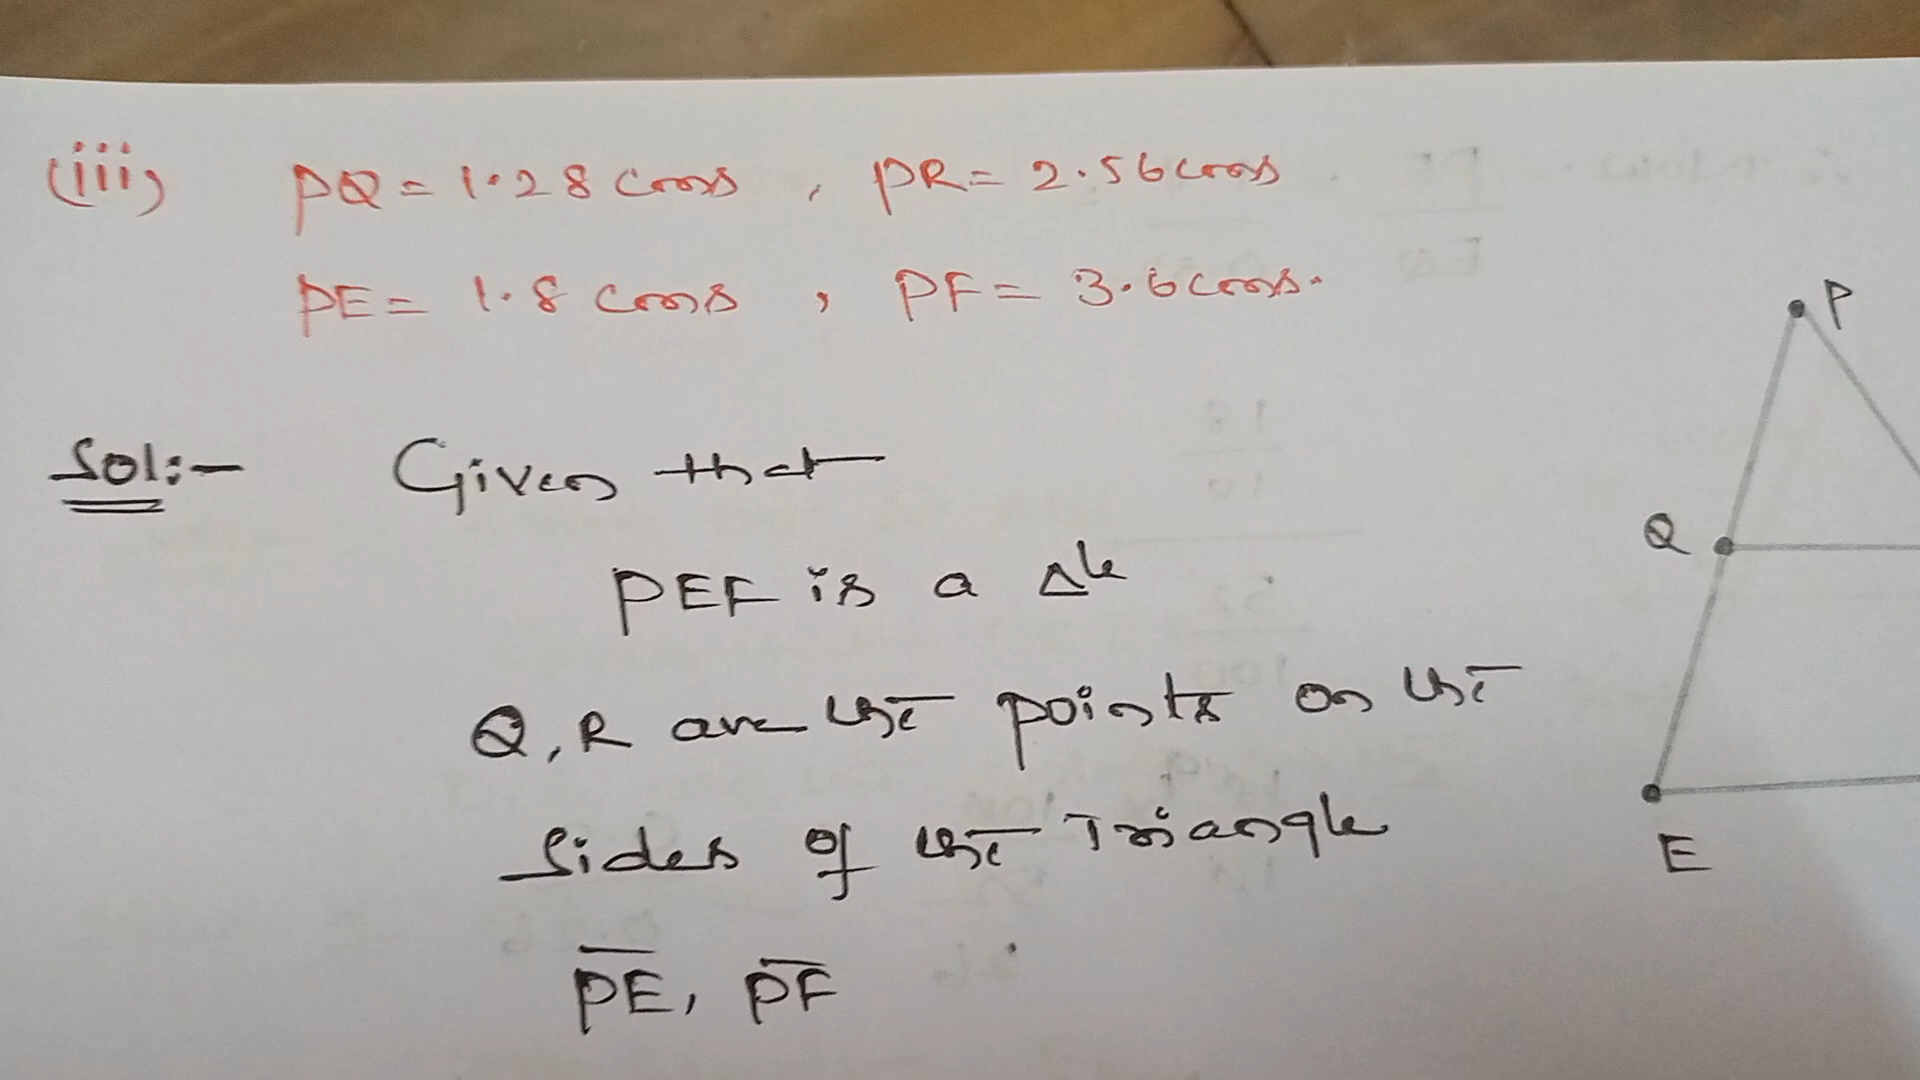 (iii) PQ = 1.28 cms , PR = 2.56 cms
PE = 1.8 cms , PF = 3.6 cms.
P
Sol:- Given that
Q
PEF is a Δle
Q, R are the points on the
sides of the Triangle
E
PE, PF